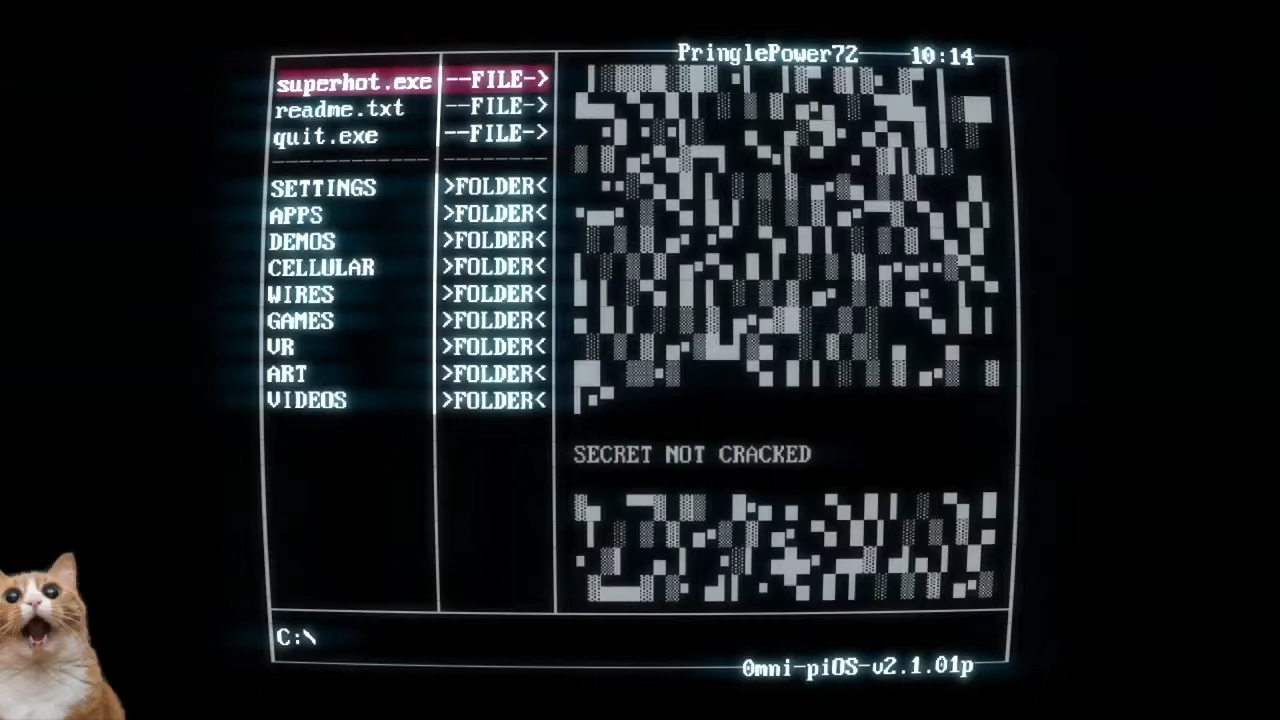 PringlePower72 10:14
superhot.exe --FILE->
readme.txt --FILE->
quit.exe --FILE->
SETTINGS >FOLDER<
APPS >FOLDER<
DEMOS >FOLDER<
CELLULAR >FOLDER<
WIRES >FOLDER<
GAMES >FOLDER<
VR >FOLDER<
ART >FOLDER<
VIDEOS >FOLDER<
SECRET NOT CRACKED
C:\
0mni-piOS-v2.1.01p